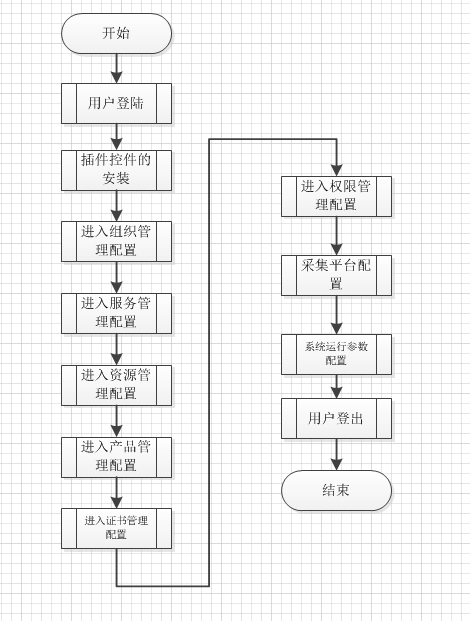 开始
用户登陆
插件控件的
安装
进入组织管
理配置
进入服务管
理配置
进入资源管
理配置
进入产品管
理配置
进入证书管理
配置
进入权限管
理配置
采集平台配
置
系统运行参数
配置
用户登出
结束